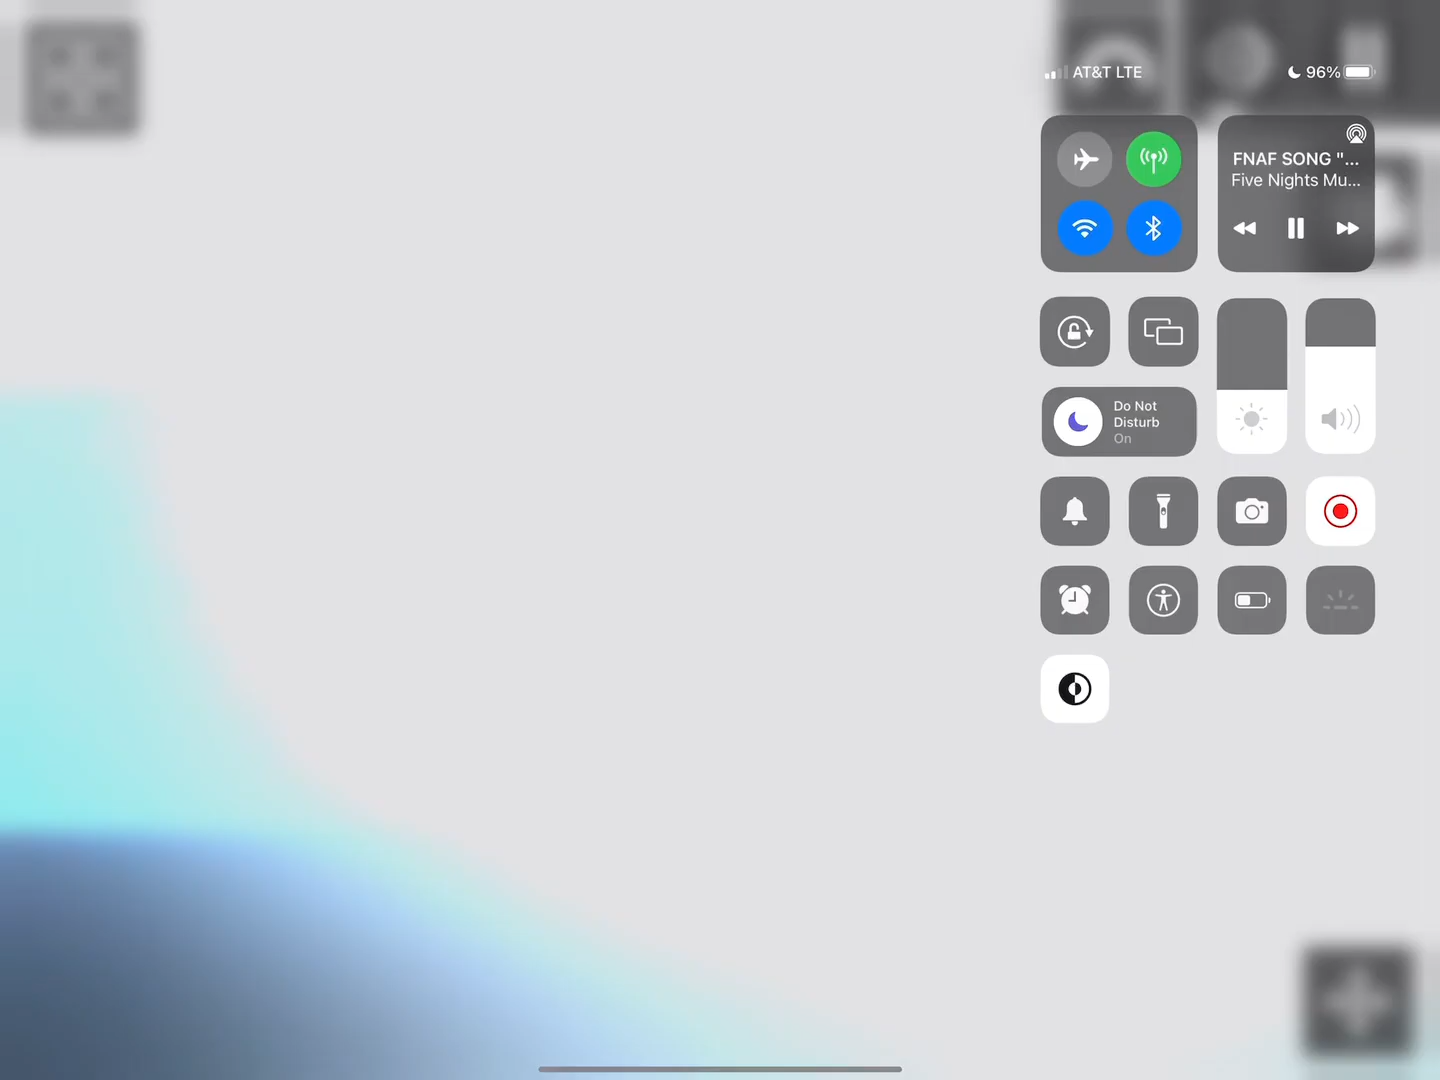 AT&T LTE
96%
FNAF SONG "...
Five Nights Mu...
Do Not
Disturb
On